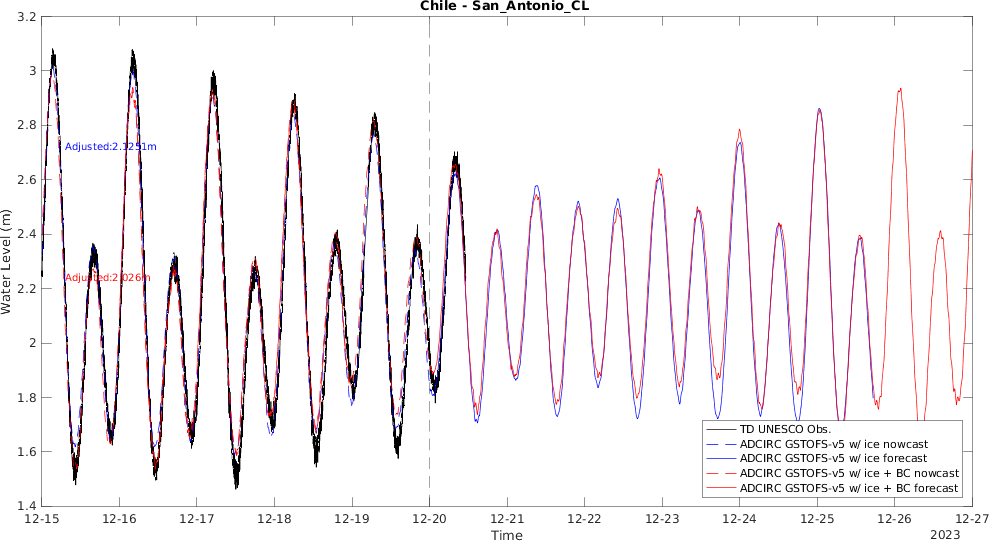 Chile - San_Antonio_CL
3.2
3
2.8
2.6
2.4
2.2
2
1.8
1.6
1.4
Water Level (m)
Adjusted:2.1251m
Adjusted:2.026m
TD UNESCO Obs.
ADCIRC GSTOFS-v5 w/ ice nowcast
ADCIRC GSTOFS-v5 w/ ice forecast
ADCIRC GSTOFS-v5 w/ ice + BC nowcast
ADCIRC GSTOFS-v5 w/ ice + BC forecast
12-15 12-16 12-17 12-18 12-19 12-20 12-21 12-22 12-23 12-24 12-25 12-26 12-27
Time
2023